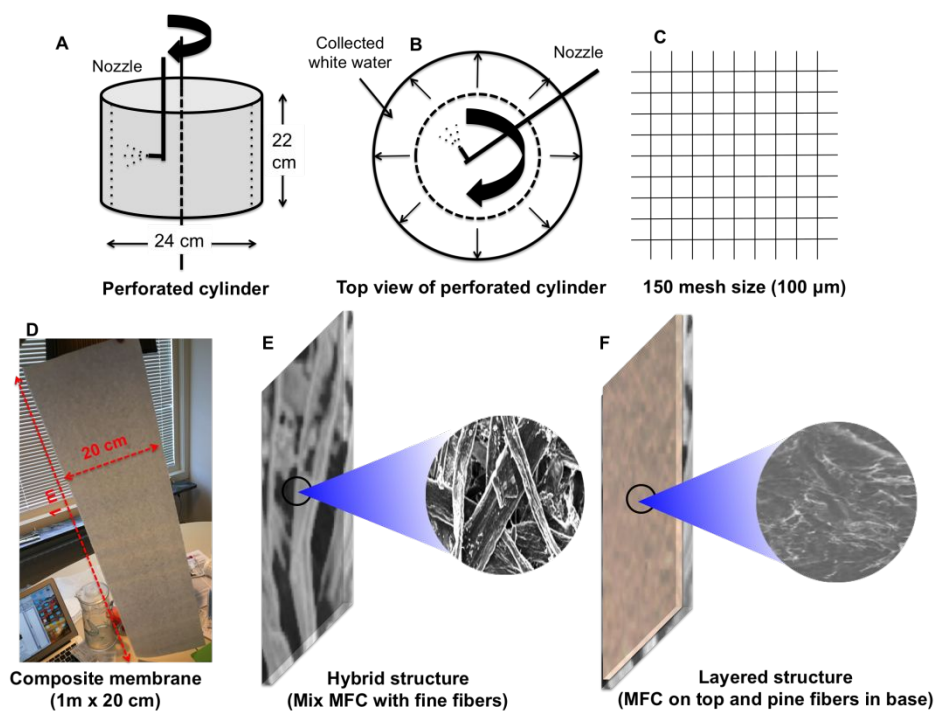 A
Nozzle
22
cm
24 cm
Perforated cylinder
B
Collected
white water
Nozzle
Top view of perforated cylinder
C
150 mesh size (100 µm)
D
20 cm
1 m
Composite membrane
(1m x 20 cm)
E
Hybrid structure
(Mix MFC with fine fibers)
F
Layered structure
(MFC on top and pine fibers in base)